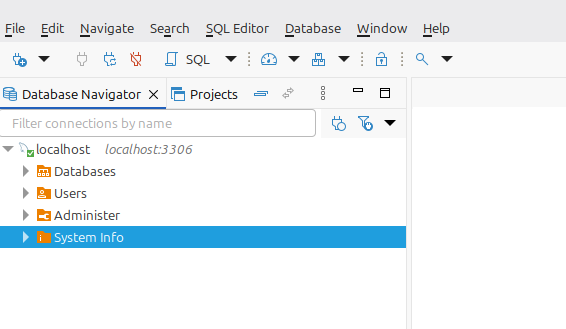 File Edit Navigate Search SQL Editor Database Window Help
SQL
Database Navigator Projects
Filter connections by name
localhost localhost:3306
Databases
Users
Administer
System Info